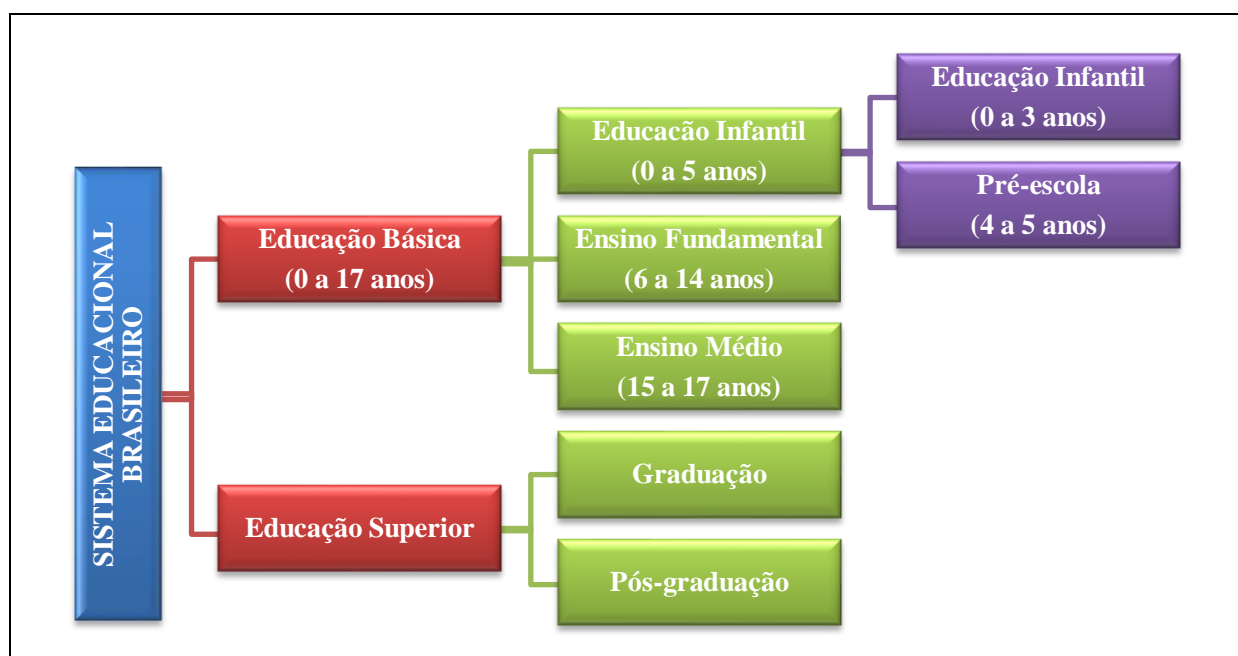 SISTEMA EDUCACIONAL
BRASILEIRO
Educação Básica
(0 a 17 anos)
Educacão Infantil
(0 a 5 anos)
Educação Infantil
(0 a 3 anos)
Pré-escola
(4 a 5 anos)
Ensino Fundamental
(6 a 14 anos)
Ensino Médio
(15 a 17 anos)
Educação Superior
Graduação
Pós-graduação